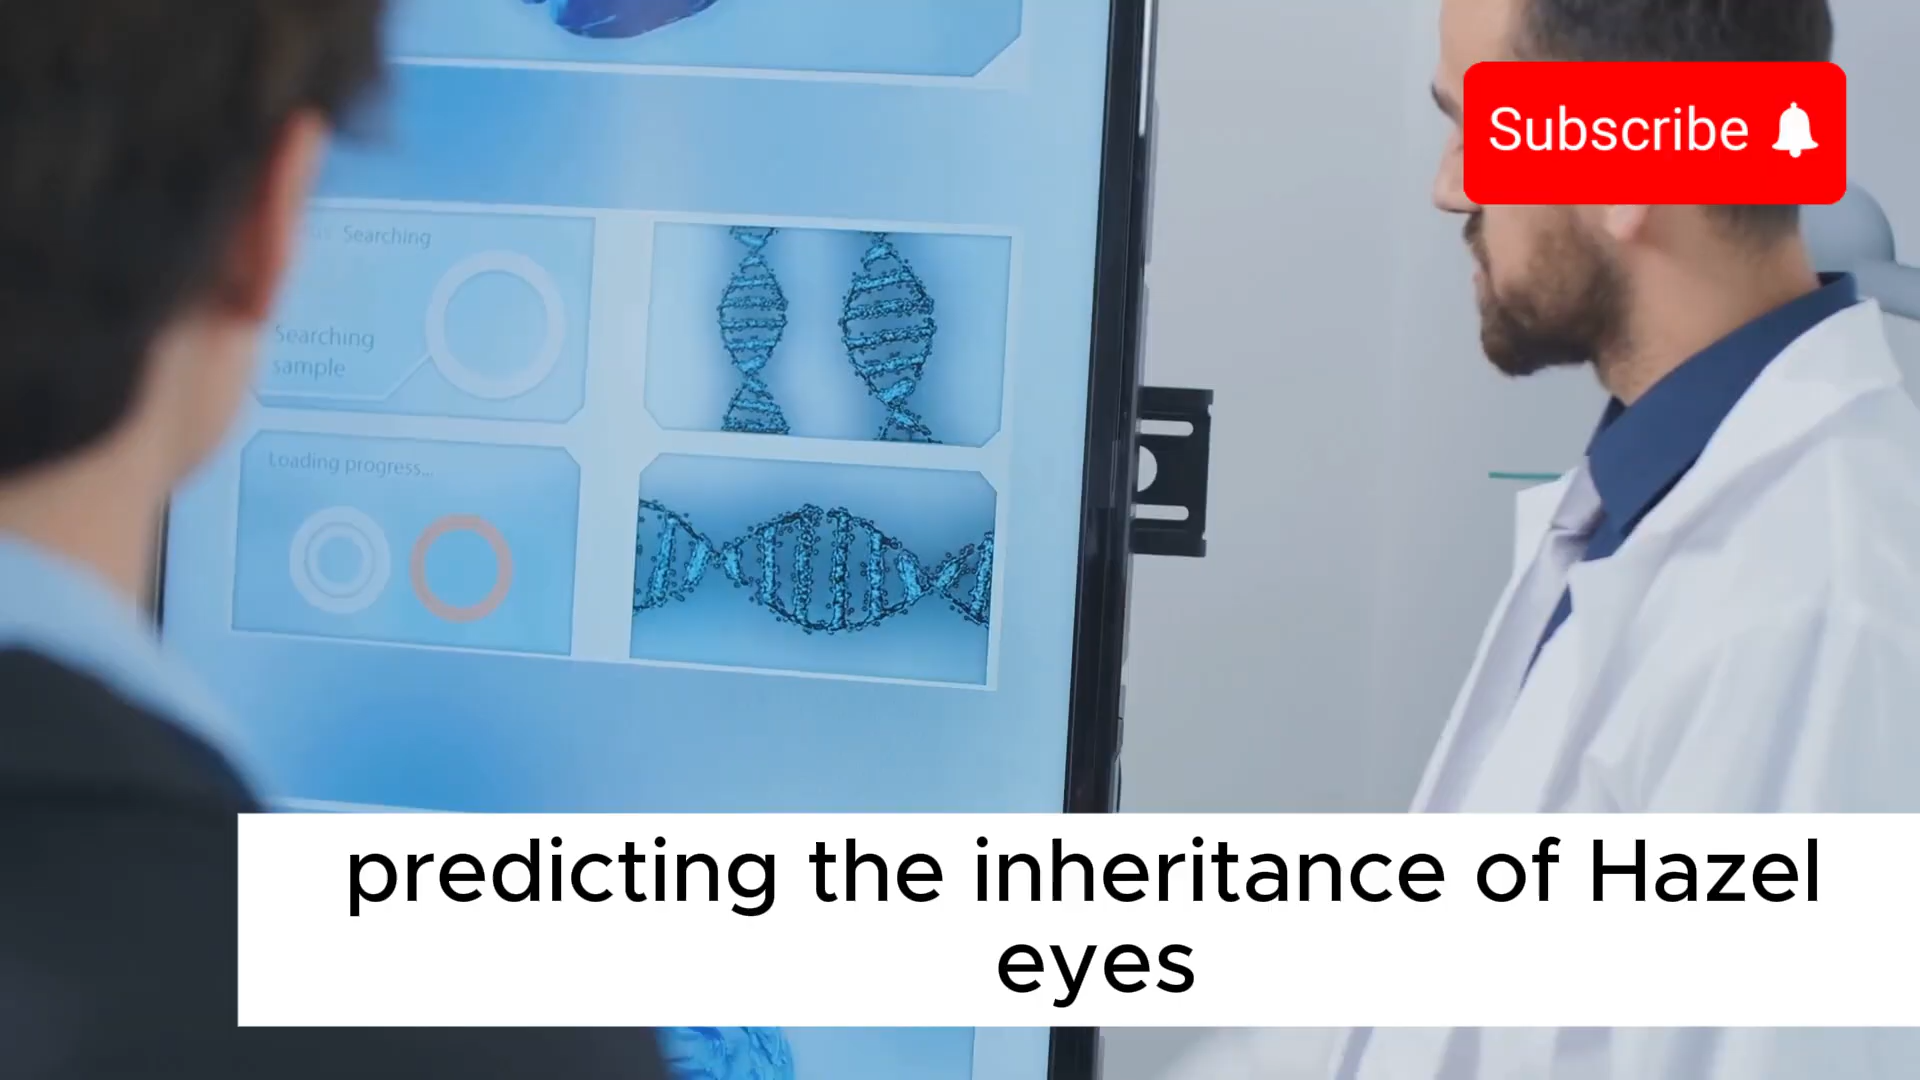 Subscribe
Searching
Searching
sample
Loading progress...
predicting the inheritance of Hazel
eyes